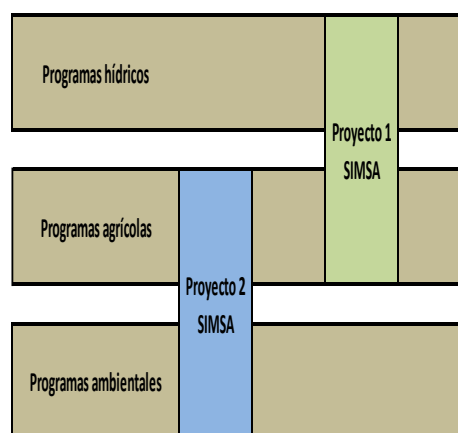 Programas hídricos
Proyecto 1
SIMSA
Programas agrícolas
Proyecto 2
SIMSA
Programas ambientales